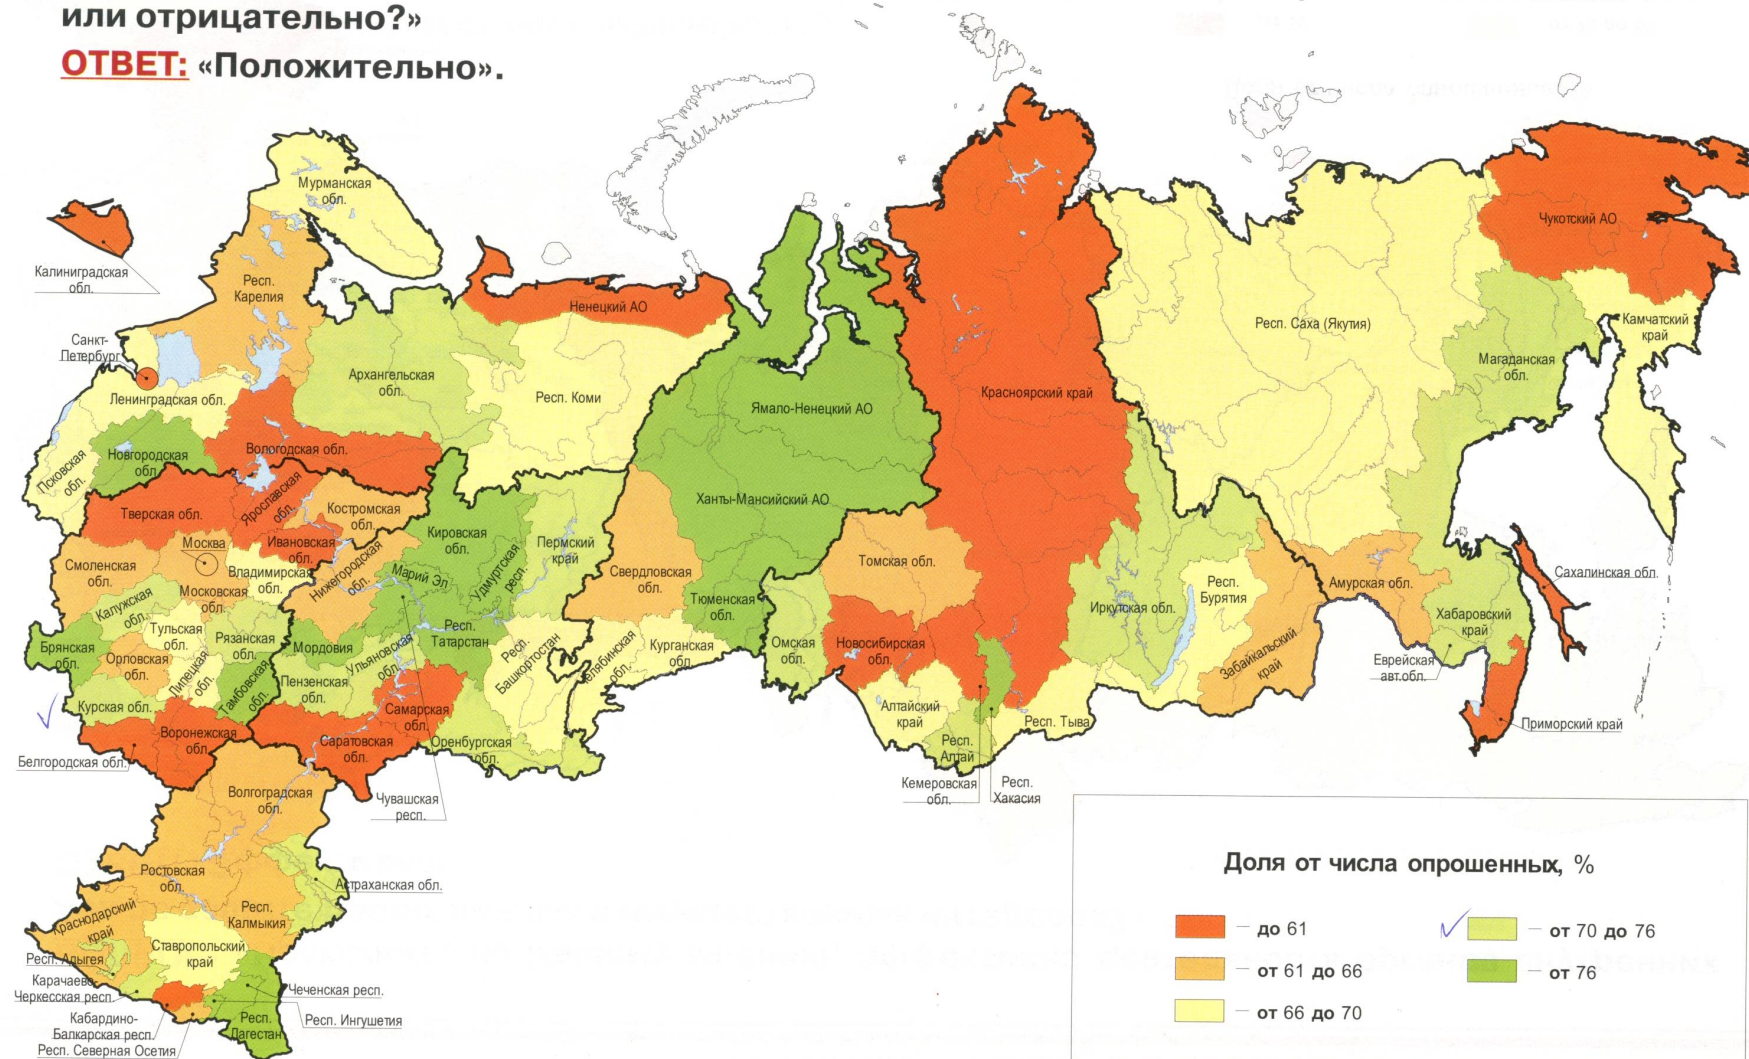 или отрицательно?»
ОТВЕТ: «Положительно».
Мурманская
обл.
Калиниградская
обл.
Респ.
Карелия
Санкт-
Петербург
Ленинградская обл.
Псковская
обл.
Новгородская
обл.
Вологодская обл.
Архангельская
обл.
Ненецкий АО
Респ. Коми
Ямало-Ненецкий АО
Ханты-Мансийский АО
Красноярский край
Респ. Саха (Якутия)
Чукотский АО
Камчатский
край
Магаданская
обл.
Тверская обл.
Ярославская
обл.
Костромская
обл.
Ивановская
обл.
Москва
Смоленская
обл.
Московская
обл.
Владимирская
обл.
Нижегородская
обл.
Кировская
обл.
Марий Эл
Удмуртская
респ.
Пермский
край
Свердловская
обл.
Тюменская
обл.
Томская обл.
Омская
обл.
Новосибирская
обл.
Иркутская обл.
Респ.
Бурятия
Забайкальский
край
Амурская обл.
Хабаровский
край
Еврейская
авт.обл.
Сахалинская обл.
Приморский край
Калужская
обл.
Тульская
обл.
Рязанская
обл.
Брянская
обл.
Орловская
обл.
Липецкая
обл.
Тамбовская
обл.
Курская обл.
Мордовия
Пензенская
обл.
Ульяновская
обл.
Респ.
Татарстан
Респ.
Башкортостан
Челябинская
обл.
Курганская
обл.
Самарская
обл.
Оренбургская
обл.
Саратовская
обл.
Воронежская
обл.
Белгородская обл.
Чувашская
респ.
Алтайский
край
Респ.
Алтай
Респ. Тыва
Кемеровская
обл.
Респ.
Хакасия
Волгоградская
обл.
Ростовская
обл.
Астраханская обл.
Респ.
Калмыкия
Краснодарский
край
Ставропольский
край
Респ. Адыгея
Карачаево-
Черкесская респ.
Кабардино-
Балкарская респ.
Респ. Северная Осетия
Чеченская респ.
Респ. Ингушетия
Респ.
Дагестан
Доля от числа опрошенных, %
– до 61
– от 61 до 66
– от 66 до 70
– от 70 до 76
– от 76